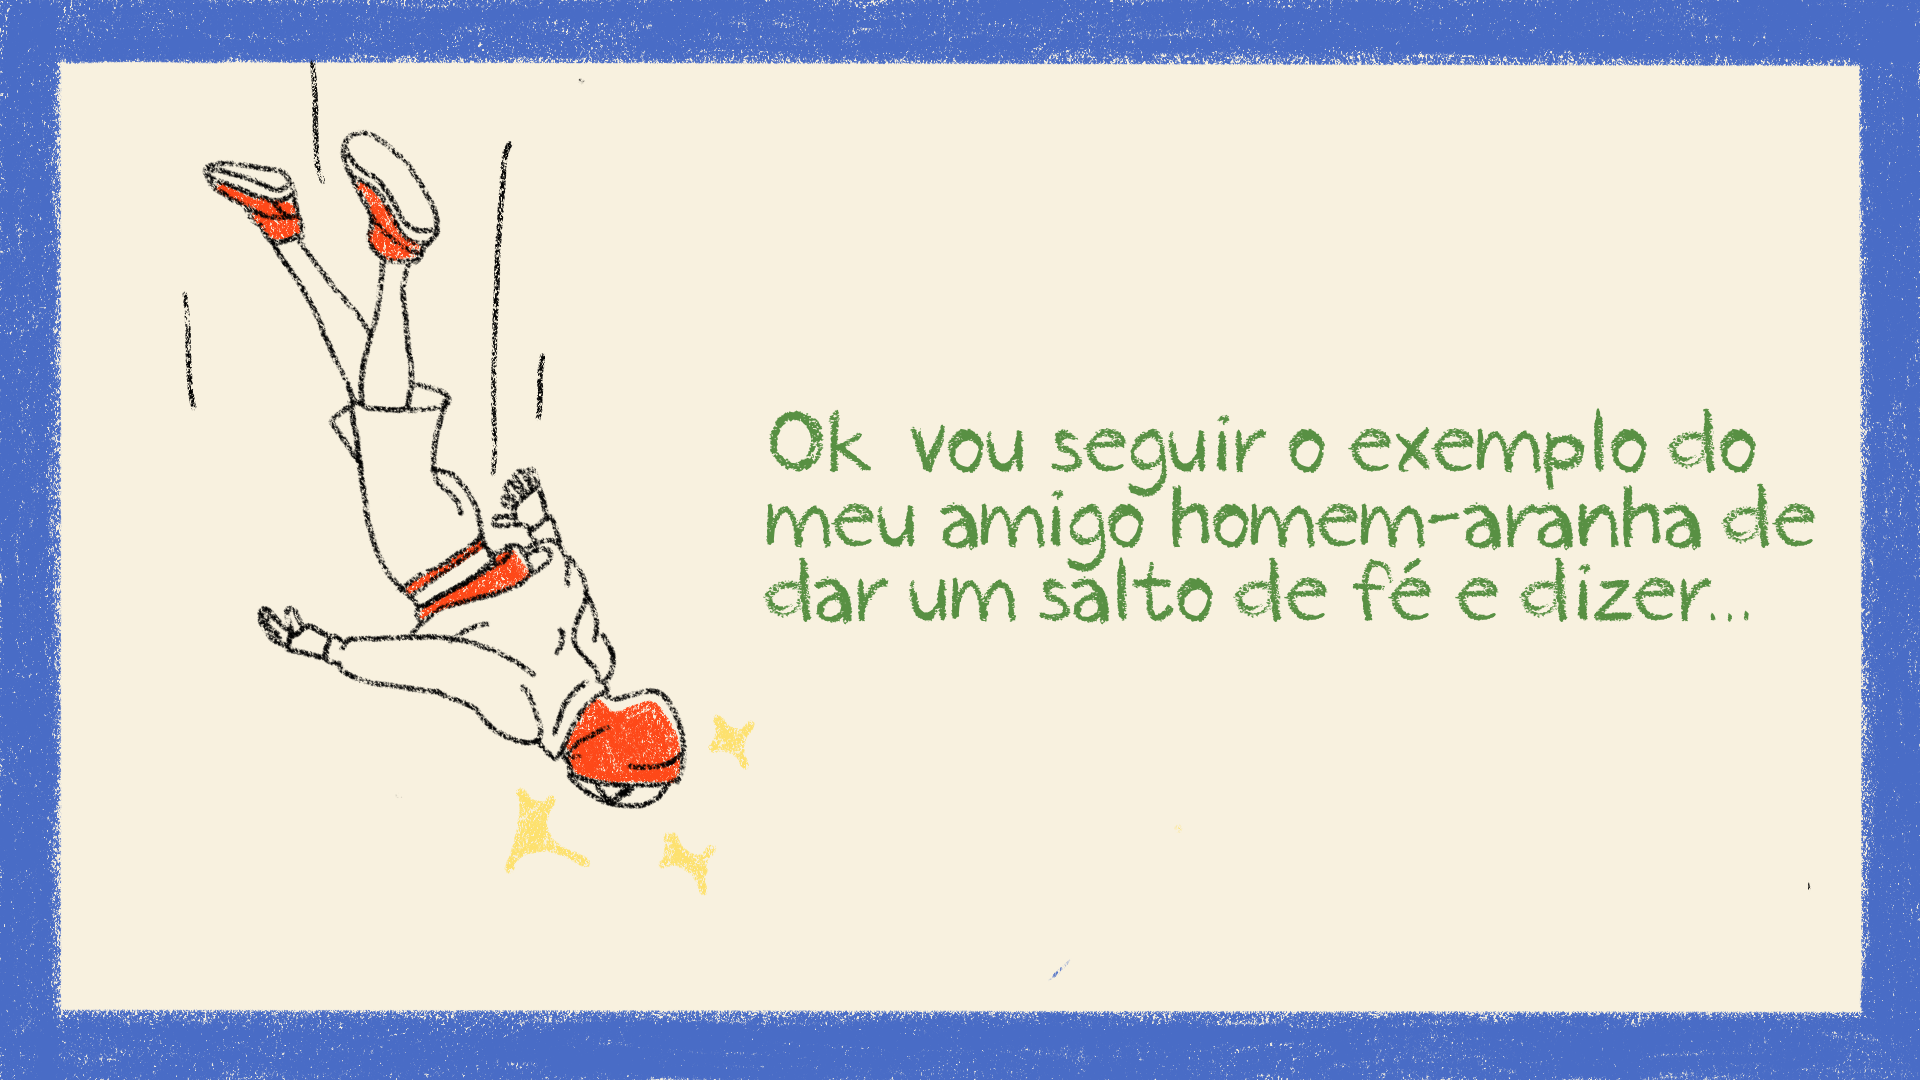 Ok vou seguir o exemplo do
meu amigo homem-aranha de
dar um salto de fé e dizer...